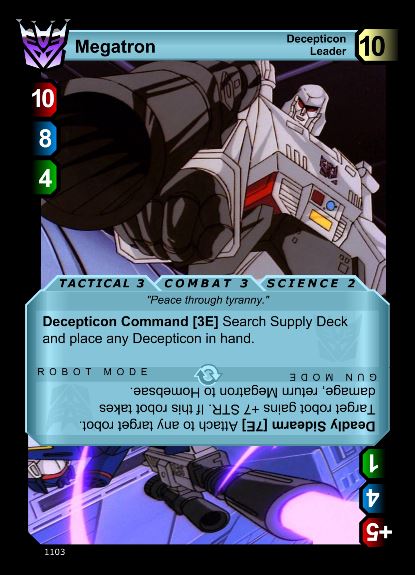 Megatron
Decepticon
Leader
10
10
8
4
TACTICAL 3 COMBAT 3 SCIENCE 2
"Peace through tyranny."
Decepticon Command [3E] Search Supply Deck
and place any Decepticon in hand.
ROBOT MODE
GUN MODE
Deadly Sidearm [7E] Attach to any target robot.
Target robot gains +7 STR. If this robot takes
damage, return Megatron to Homebsae.
+5
4
1
1103